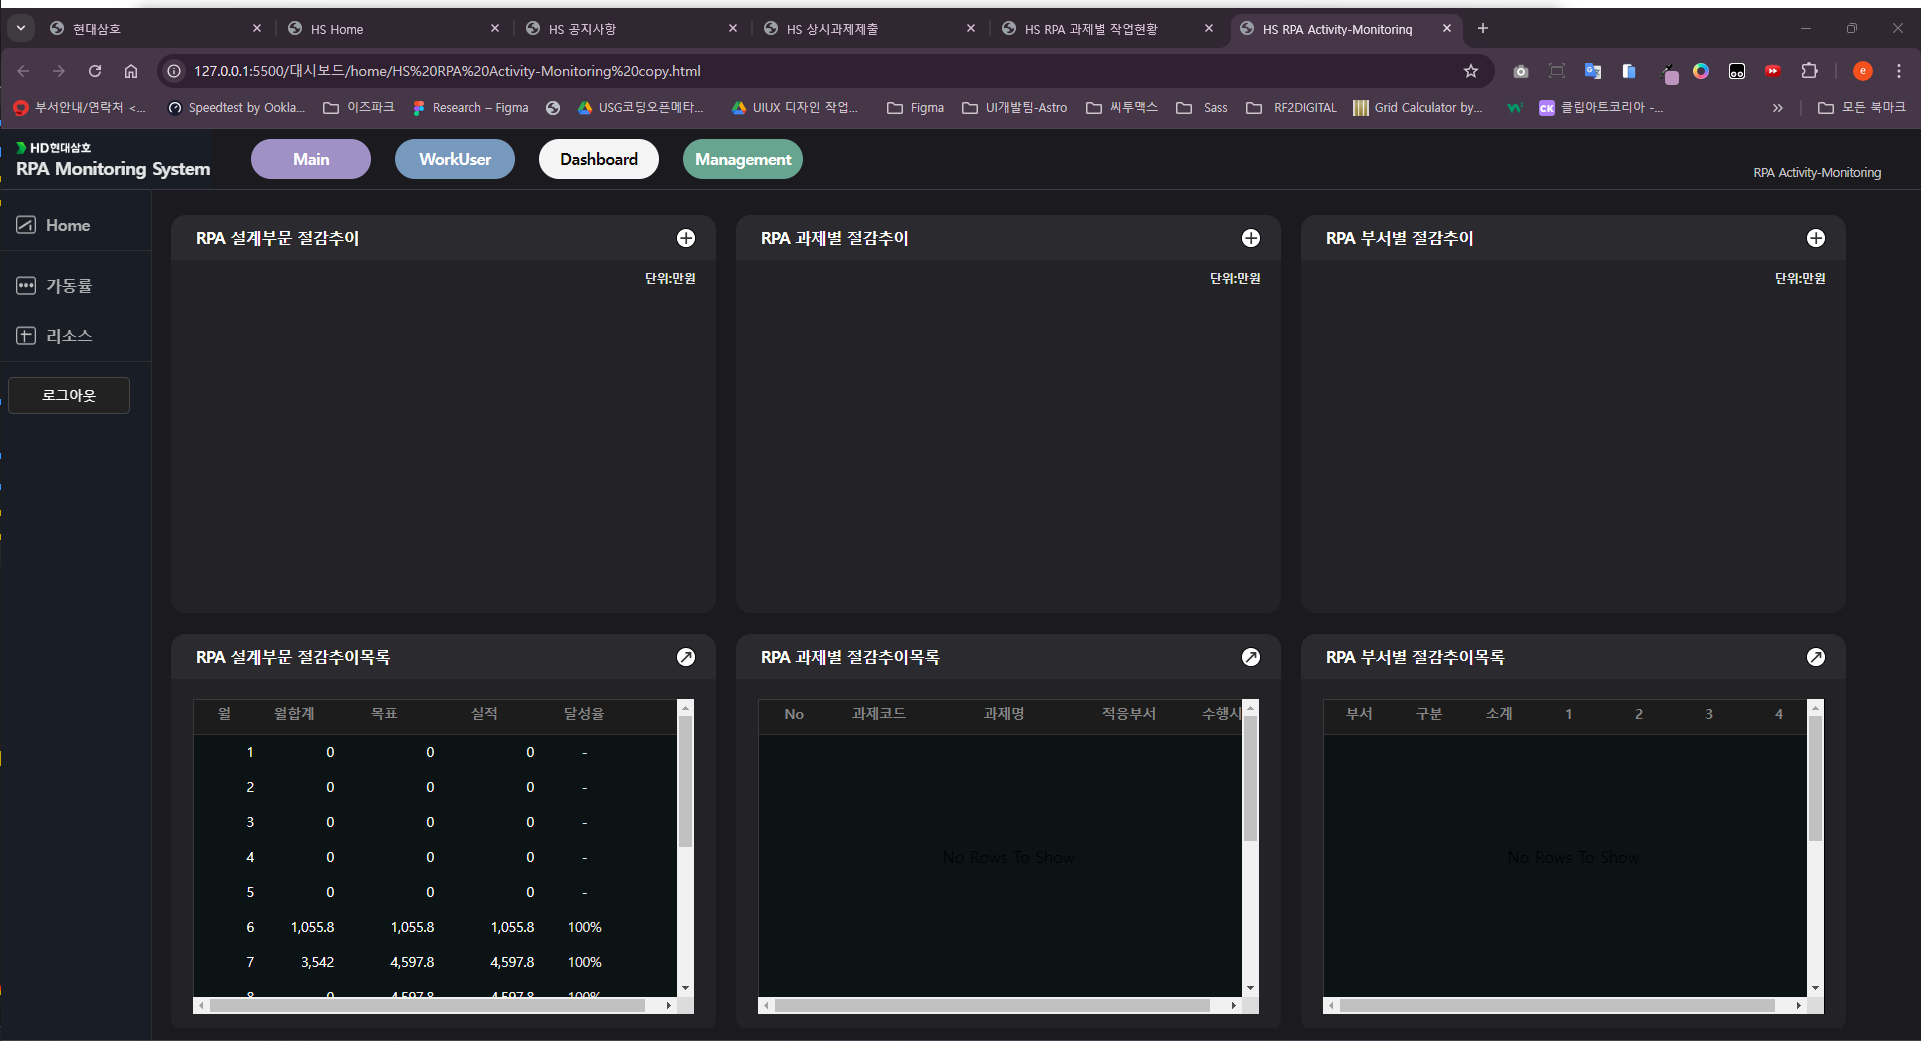 현대삼호
HS Home
HS 공지사항
HS 상시과제제출
HS RPA 과제별 작업현황
HS RPA Activity-Monitoring
127.0.0.1:5500/대시보드/home/HS%20RPA%20Activity-Monitoring%20copy.html
부서안내/연락처 <...
Speedtest by Ookla...
이즈파크
Research – Figma
USG코딩오픈메타...
UIUX 디자인 작업...
Figma
UI개발팀-Astro
씨투맥스
Sass
RF2DIGITAL
Grid Calculator by...
CK 클립아트코리아 -...
»
모든 북마크
HD현대삼호
RPA Monitoring System
Main
WorkUser
Dashboard
Management
RPA Activity-Monitoring
Home
가동률
리소스
로그아웃
RPA 설계부문 절감추이
단위:만원
RPA 과제별 절감추이
단위:만원
RPA 부서별 절감추이
단위:만원
RPA 설계부문 절감추이목록
월 월합계 목표 실적 달성율
1 0 0 0 -
2 0 0 0 -
3 0 0 0 -
4 0 0 0 -
5 0 0 0 -
6 1,055.8 1,055.8 1,055.8 100%
7 3,542 4,597.8 4,597.8 100%
8 0 4,597.8 4,597.8 100%
RPA 과제별 절감추이목록
No 과제코드 과제명 적응부서 수행시
No Rows To Show
RPA 부서별 절감추이목록
부서 구분 소계 1 2 3 4
No Rows To Show